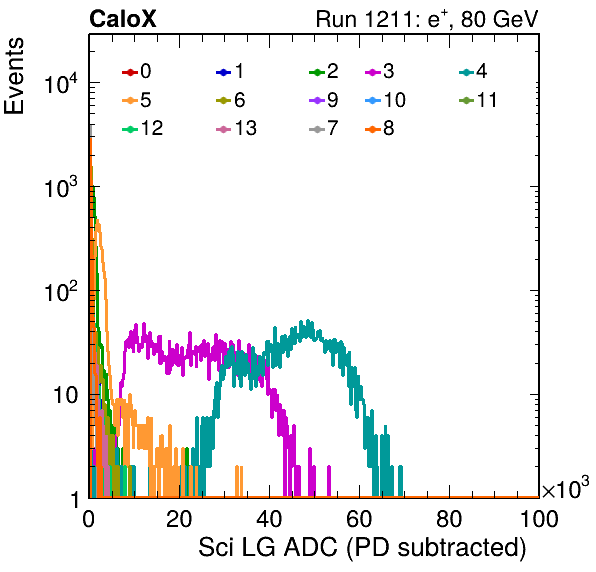 CaloX Run 1211: e⁺, 80 GeV
Events
0 1 2 3 4
5 6 9 10 11
12 13 7 8
10⁴
10³
10²
10
1
0 20 40 60 80 100
×10³
Sci LG ADC (PD subtracted)